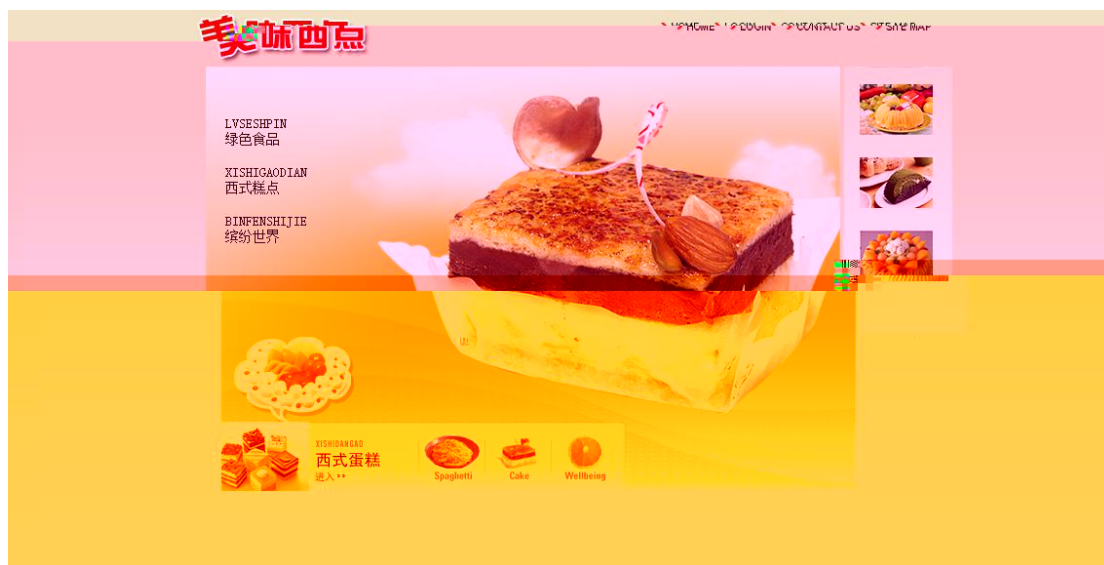 美味西点
LVSESHPIN
绿色食品
XISHIGAODIAN
西式糕点
BINFENSHIJIE
缤纷世界
XISHIDANGAO
西式蛋糕
进入
Spaghetti Cake Wellbeing